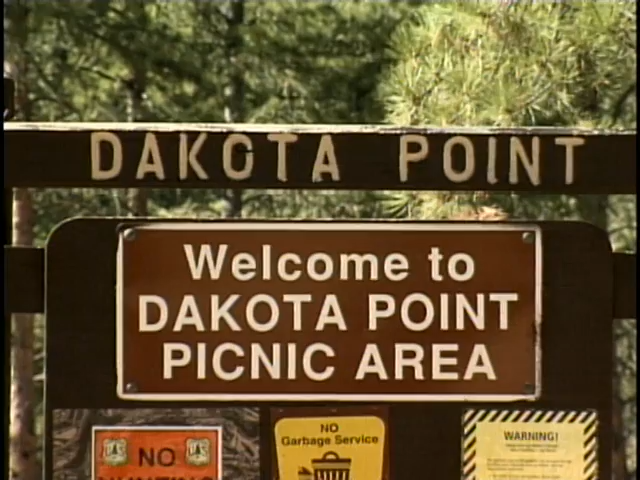 DAKOTA POINT
Welcome to
DAKOTA POINT
PICNIC AREA
NO
NO
Garbage Service
WARNING!